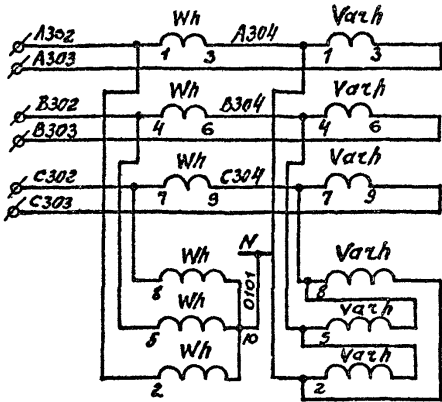 Wh Varh
A302 1 3 A304 1 3
A303
Wh Varh
B302 4 6 B304 4 6
B303
Wh Varh
C302 7 9 C304 7 9
C303
N
Wh 0101 Varh
8 8
Wh Varh
5 10 5
Wh Varh
2 2